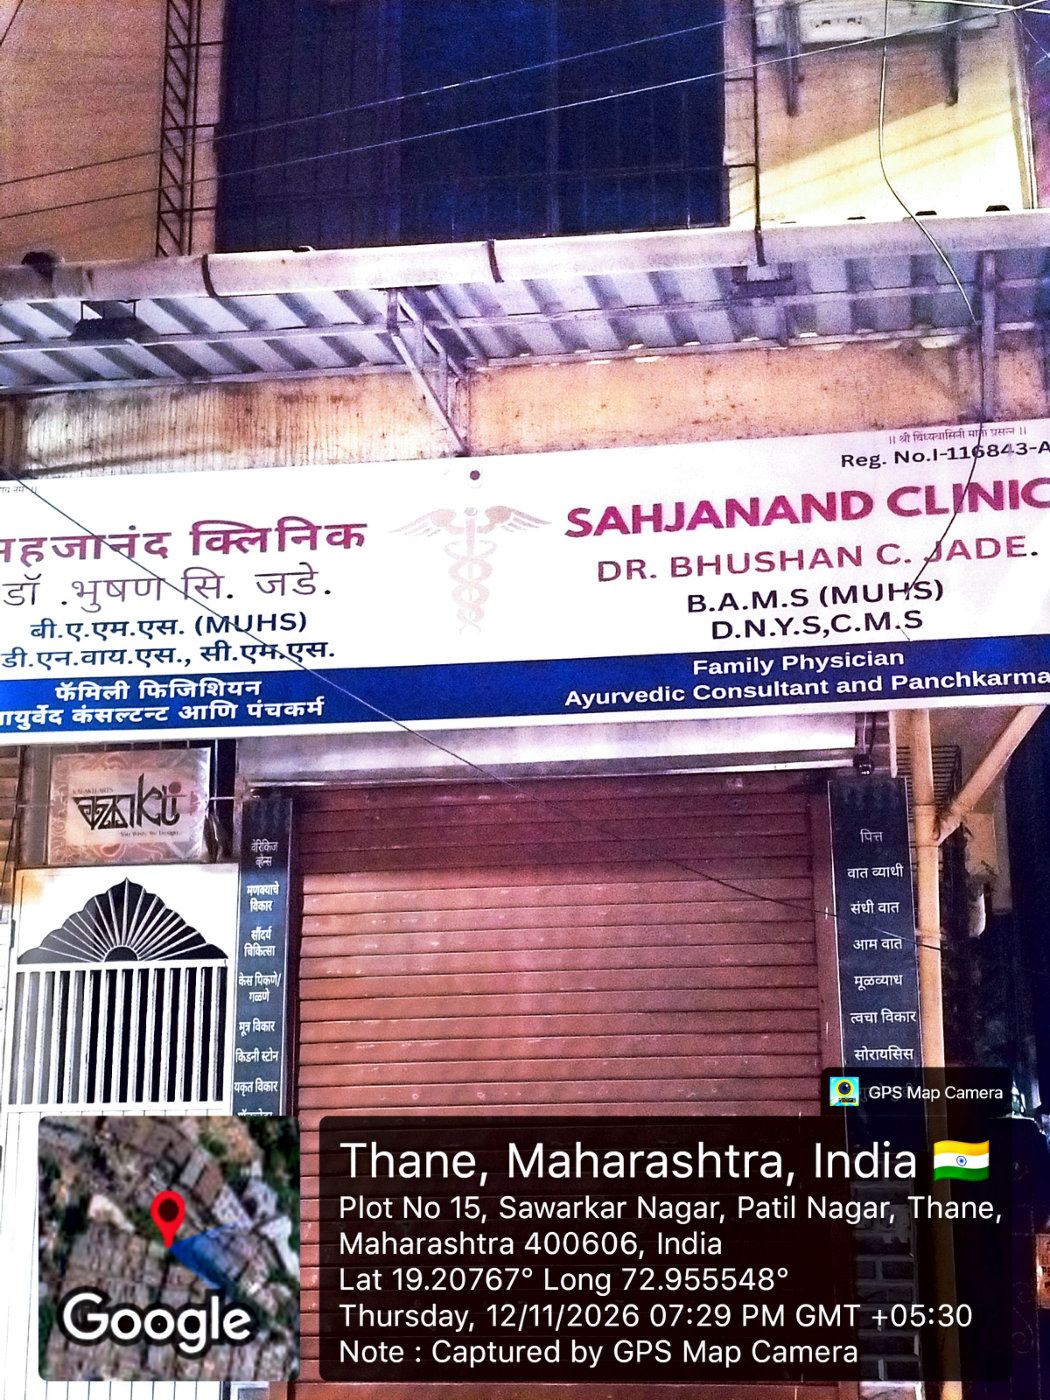 || श्री विंध्यवासिनी माता प्रसन्न ||
Reg. No.I-116843-A
सहजानंद क्लिनिक
डॉ .भुषण सि. जडे.
बी.ए.एम.एस. (MUHS)
डी.एन.वाय.एस., सी.एम.एस.
फॅमिली फिजिशियन
आयुर्वेद कंसल्टन्ट आणि पंचकर्म
SAHJANAND CLINIC
DR. BHUSHAN C. JADE.
B.A.M.S (MUHS)
D.N.Y.S,C.M.S
Family Physician
Ayurvedic Consultant and Panchkarma
व्हेरिकोज
व्हेन्स
मणक्याचे
विकार
सौंदर्य
चिकित्सा
केस पिकणे/
गळणे
मूत्र विकार
किडनी स्टोन
यकृत विकार
पित्त
वात व्याधी
संधी वात
आम वात
मूळव्याध
त्वचा विकार
सोरायसिस
GPS Map Camera
Thane, Maharashtra, India
Plot No 15, Sawarkar Nagar, Patil Nagar, Thane,
Maharashtra 400606, India
Lat 19.20767° Long 72.955548°
Thursday, 12/11/2026 07:29 PM GMT +05:30
Note : Captured by GPS Map Camera
Google